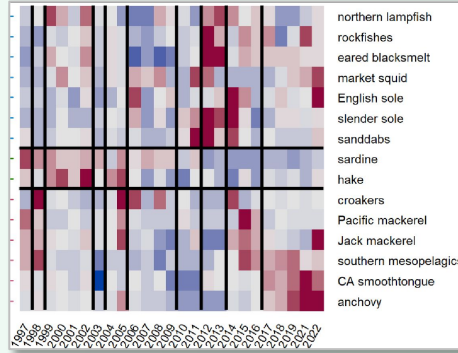 northern lampfish
rockfishes
eared blacksmelt
market squid
English sole
slender sole
sanddabs
sardine
hake
croakers
Pacific mackerel
Jack mackerel
southern mesopelagics
CA smoothtongue
anchovy
1997 1998 1999 2000 2001 2002 2003 2004 2005 2006 2007 2008 2009 2010 2011 2012 2013 2014 2015 2016 2017 2018 2019 2021 2022